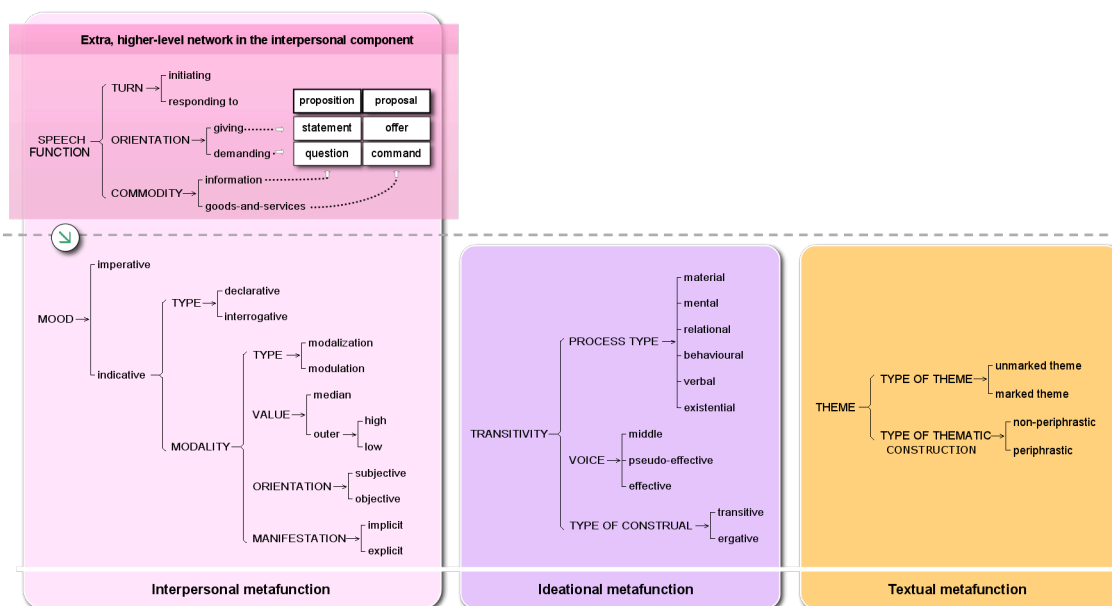 Extra, higher-level network in the interpersonal component
SPEECH
FUNCTION
TURN
initiating
responding to
ORIENTATION
giving
demanding
COMMODITY
information
goods-and-services
proposition
proposal
statement
offer
question
command
MOOD
imperative
indicative
TYPE
declarative
interrogative
MODALITY
TYPE
modalization
modulation
VALUE
median
outer
high
low
ORIENTATION
subjective
objective
MANIFESTATION
implicit
explicit
Interpersonal metafunction
TRANSITIVITY
PROCESS TYPE
material
mental
relational
behavioural
verbal
existential
VOICE
middle
pseudo-effective
effective
TYPE OF CONSTRUAL
transitive
ergative
Ideational metafunction
THEME
TYPE OF THEME
unmarked theme
marked theme
TYPE OF THEMATIC
CONSTRUCTION
non-periphrastic
periphrastic
Textual metafunction